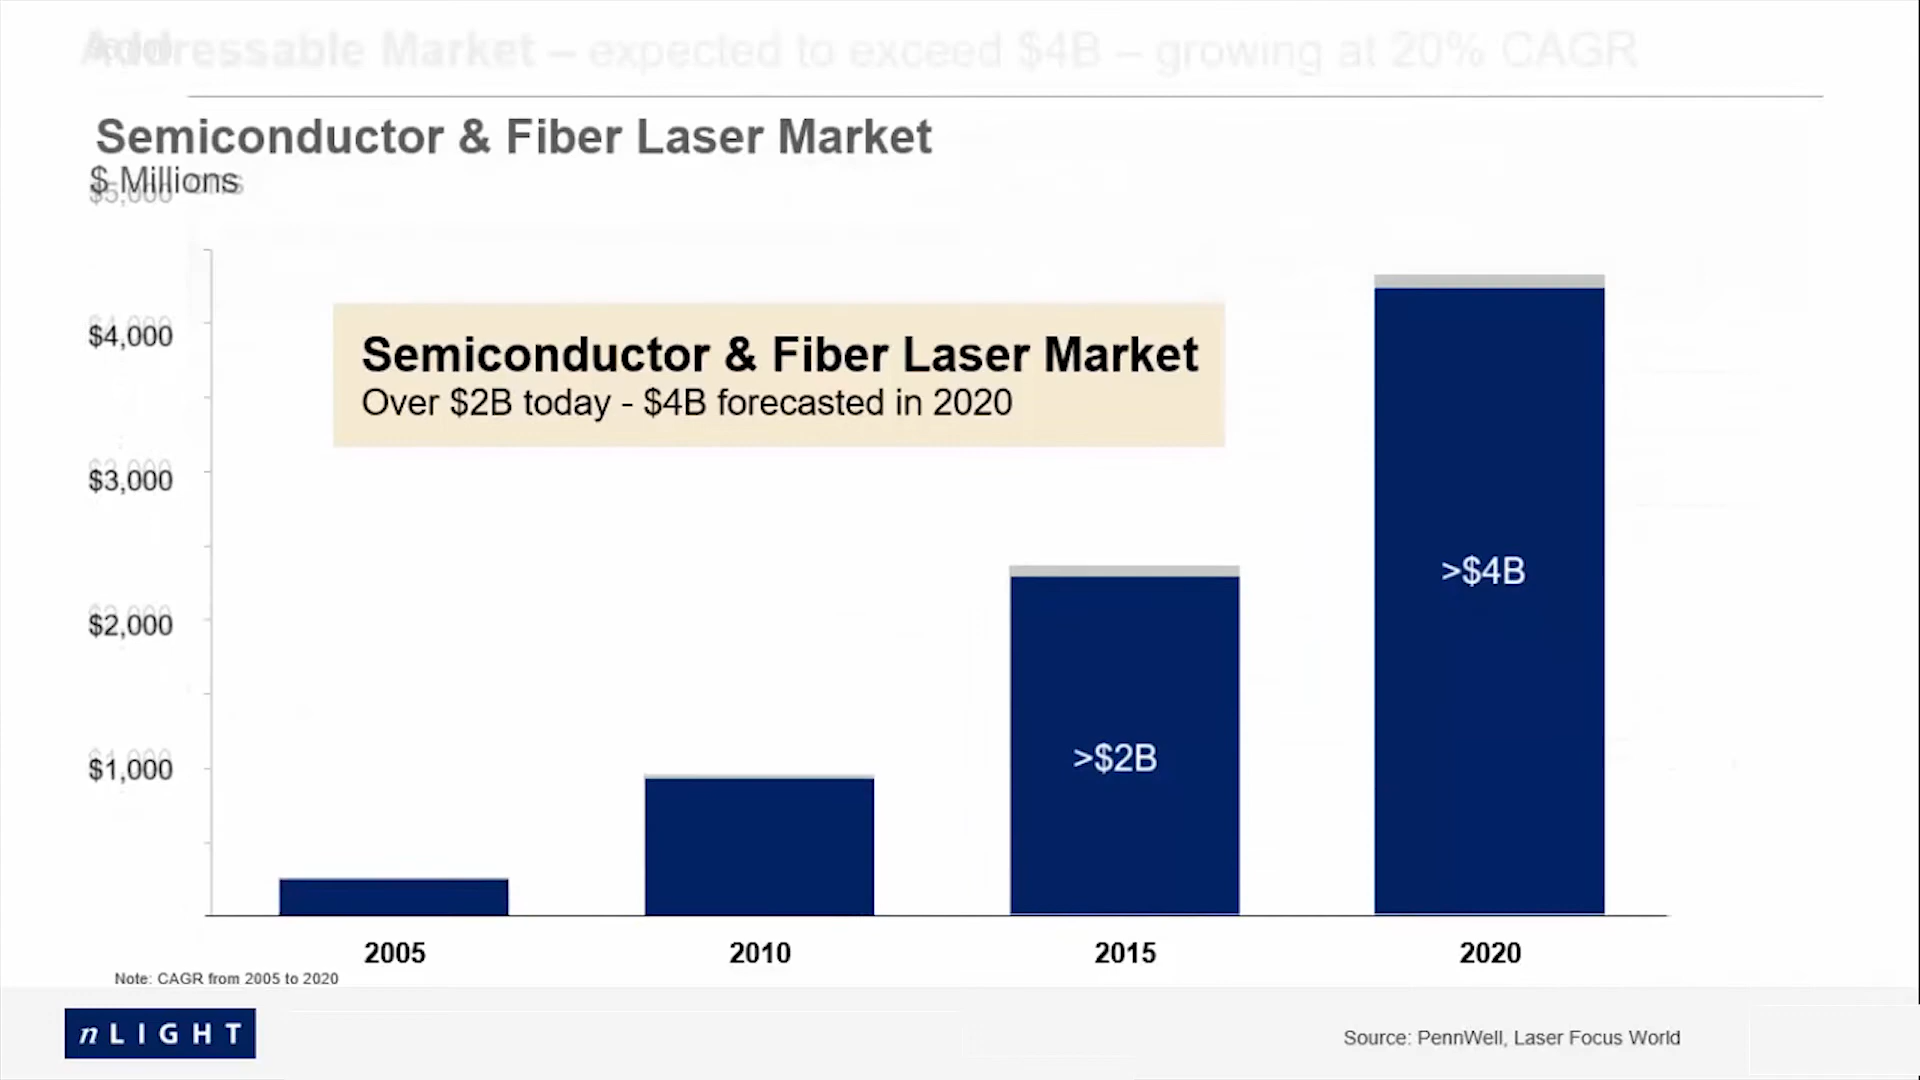 Addressable Market – expected to exceed $4B – growing at 20% CAGR
Semiconductor & Fiber Laser Market
$ Millions
$5,000
$4,000
$3,000
$2,000
$1,000
Semiconductor & Fiber Laser Market
Over $2B today - $4B forecasted in 2020
>$4B
>$2B
2005
2010
2015
2020
Note: CAGR from 2005 to 2020
nLIGHT
Source: PennWell, Laser Focus World